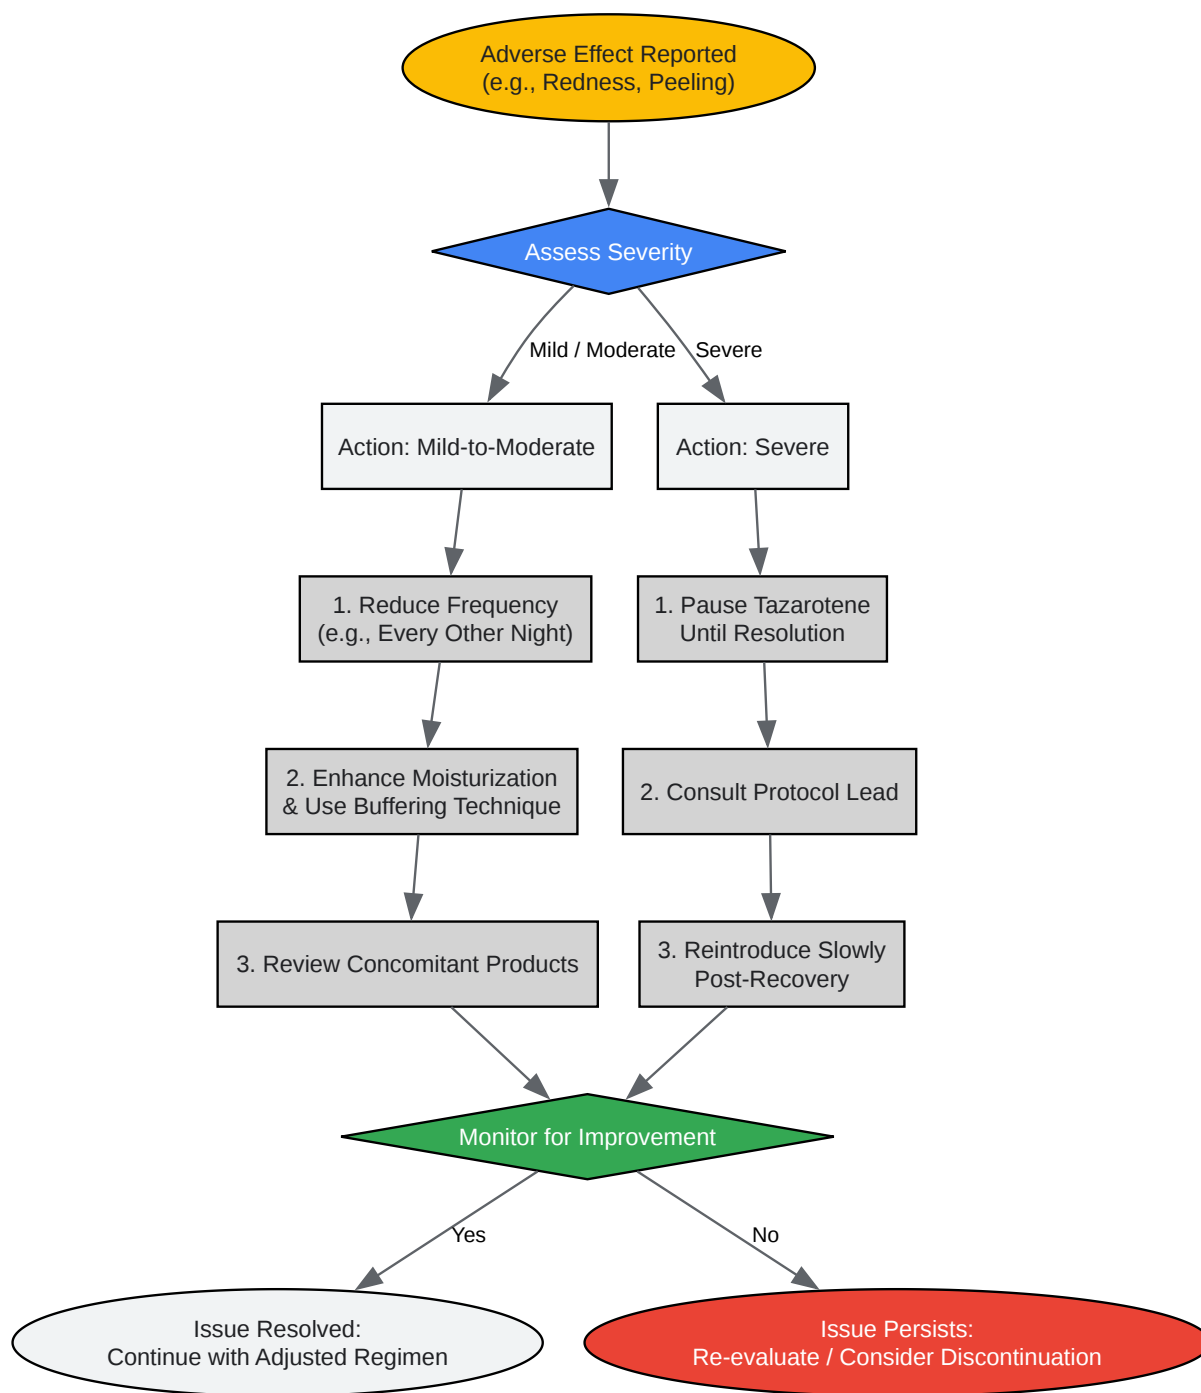 Adverse Effect Reported
(e.g., Redness, Peeling)
Assess Severity
Mild / Moderate
Severe
Action: Mild-to-Moderate
Action: Severe
1. Reduce Frequency
(e.g., Every Other Night)
1. Pause Tazarotene
Until Resolution
2. Enhance Moisturization
& Use Buffering Technique
2. Consult Protocol Lead
3. Review Concomitant Products
3. Reintroduce Slowly
Post-Recovery
Monitor for Improvement
Yes
No
Issue Resolved:
Continue with Adjusted Regimen
Issue Persists:
Re-evaluate / Consider Discontinuation